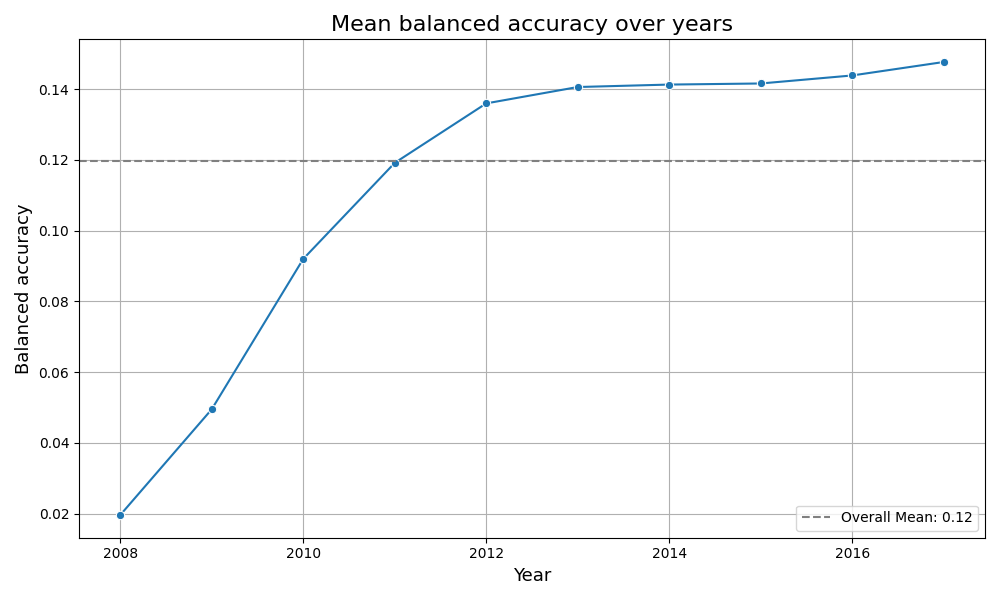 Mean balanced accuracy over years
Balanced accuracy
0.14
0.12
0.10
0.08
0.06
0.04
0.02
Overall Mean: 0.12
2008 2010 2012 2014 2016
Year